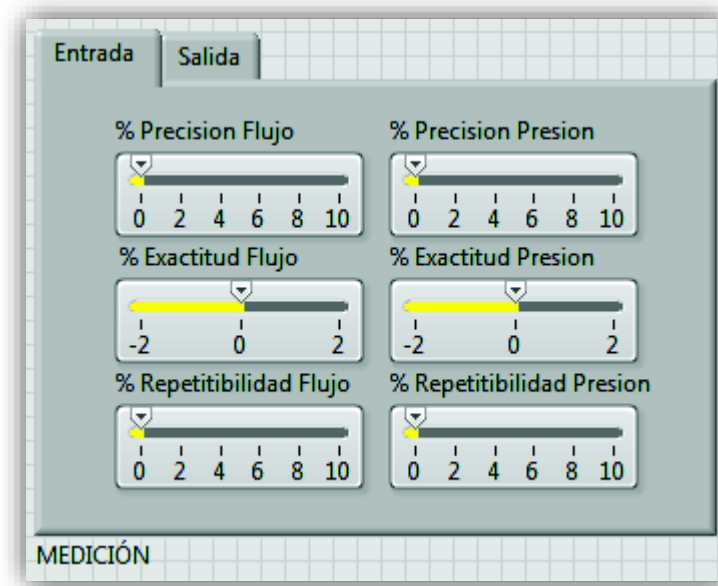 Entrada Salida
% Precision Flujo % Precision Presion
0 2 4 6 8 10 0 2 4 6 8 10
% Exactitud Flujo % Exactitud Presion
-2 0 2 -2 0 2
% Repetitibilidad Flujo % Repetitibilidad Presion
0 2 4 6 8 10 0 2 4 6 8 10
MEDICIÓN